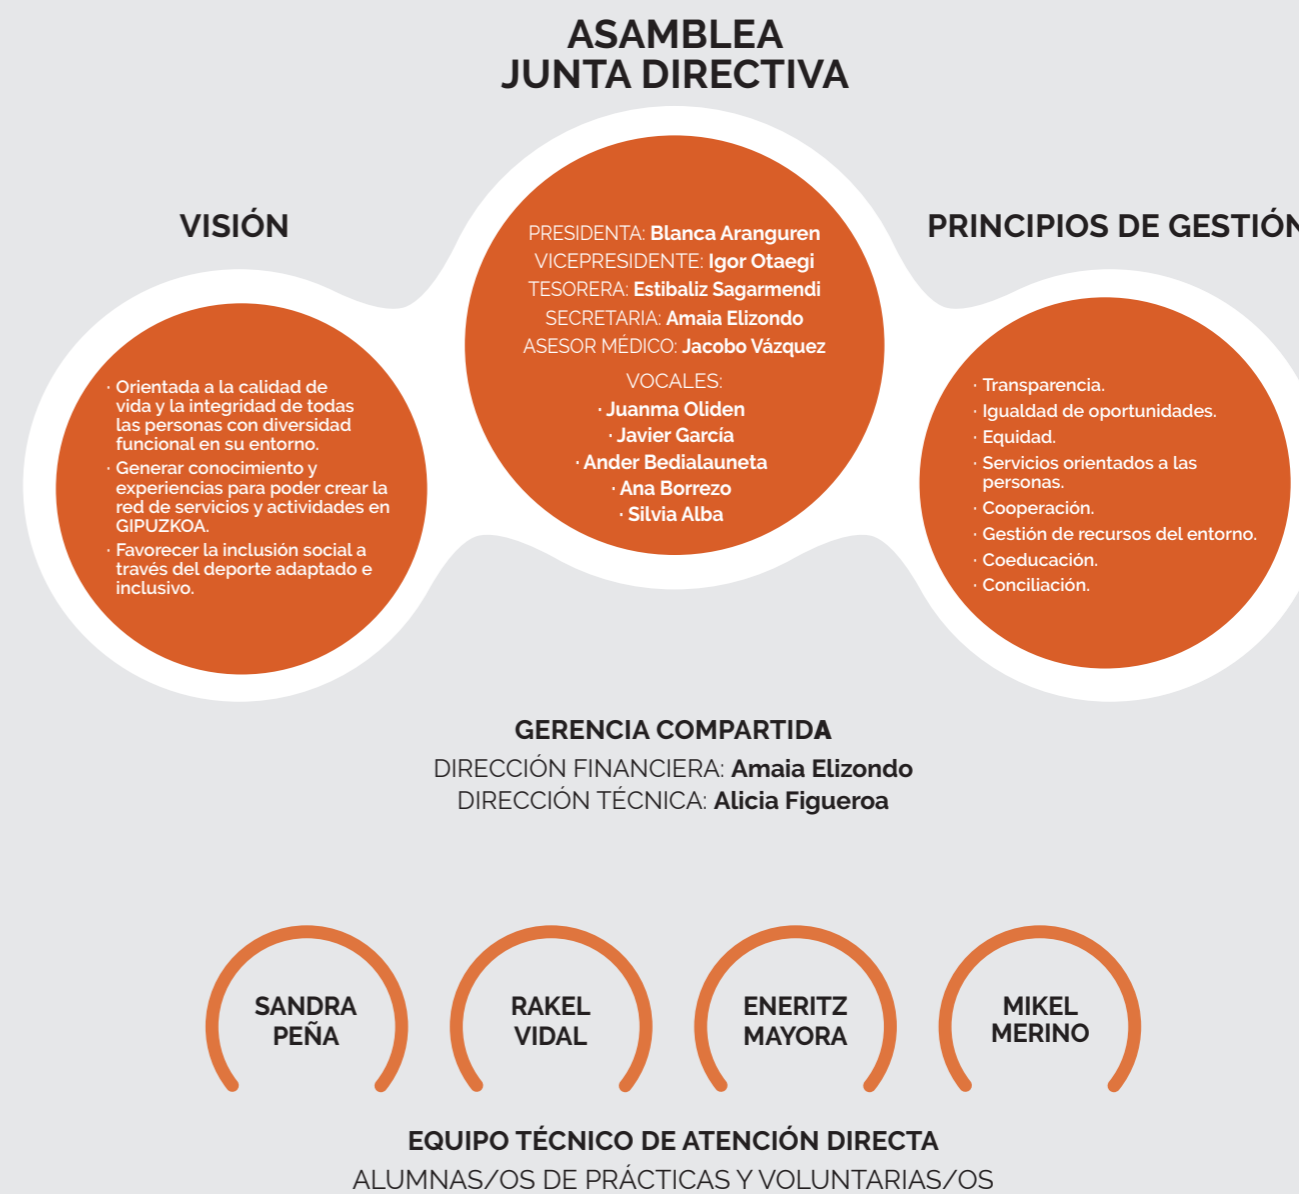 ASAMBLEA
JUNTA DIRECTIVA
VISIÓN
· Orientada a la calidad de
vida y la integridad de todas
las personas con diversidad
funcional en su entorno.
· Generar conocimiento y
experiencias para poder crear la
red de servicios y actividades en
GIPUZKOA.
· Favorecer la inclusión social a
través del deporte adaptado e
inclusivo.
PRESIDENTA: Blanca Aranguren
VICEPRESIDENTE: Igor Otaegi
TESORERA: Estibaliz Sagarmendi
SECRETARIA: Amaia Elizondo
ASESOR MÉDICO: Jacobo Vázquez
VOCALES:
· Juanma Oliden
· Javier García
· Ander Bedialauneta
· Ana Borrezo
· Silvia Alba
PRINCIPIOS DE GESTIÓN
· Transparencia.
· Igualdad de oportunidades.
· Equidad.
· Servicios orientados a las
personas.
· Cooperación.
· Gestión de recursos del entorno.
· Coeducación.
· Conciliación.
GERENCIA COMPARTIDA
DIRECCIÓN FINANCIERA: Amaia Elizondo
DIRECCIÓN TÉCNICA: Alicia Figueroa
SANDRA
PEÑA
RAKEL
VIDAL
ENERITZ
MAYORA
MIKEL
MERINO
EQUIPO TÉCNICO DE ATENCIÓN DIRECTA
ALUMNAS/OS DE PRÁCTICAS Y VOLUNTARIAS/OS